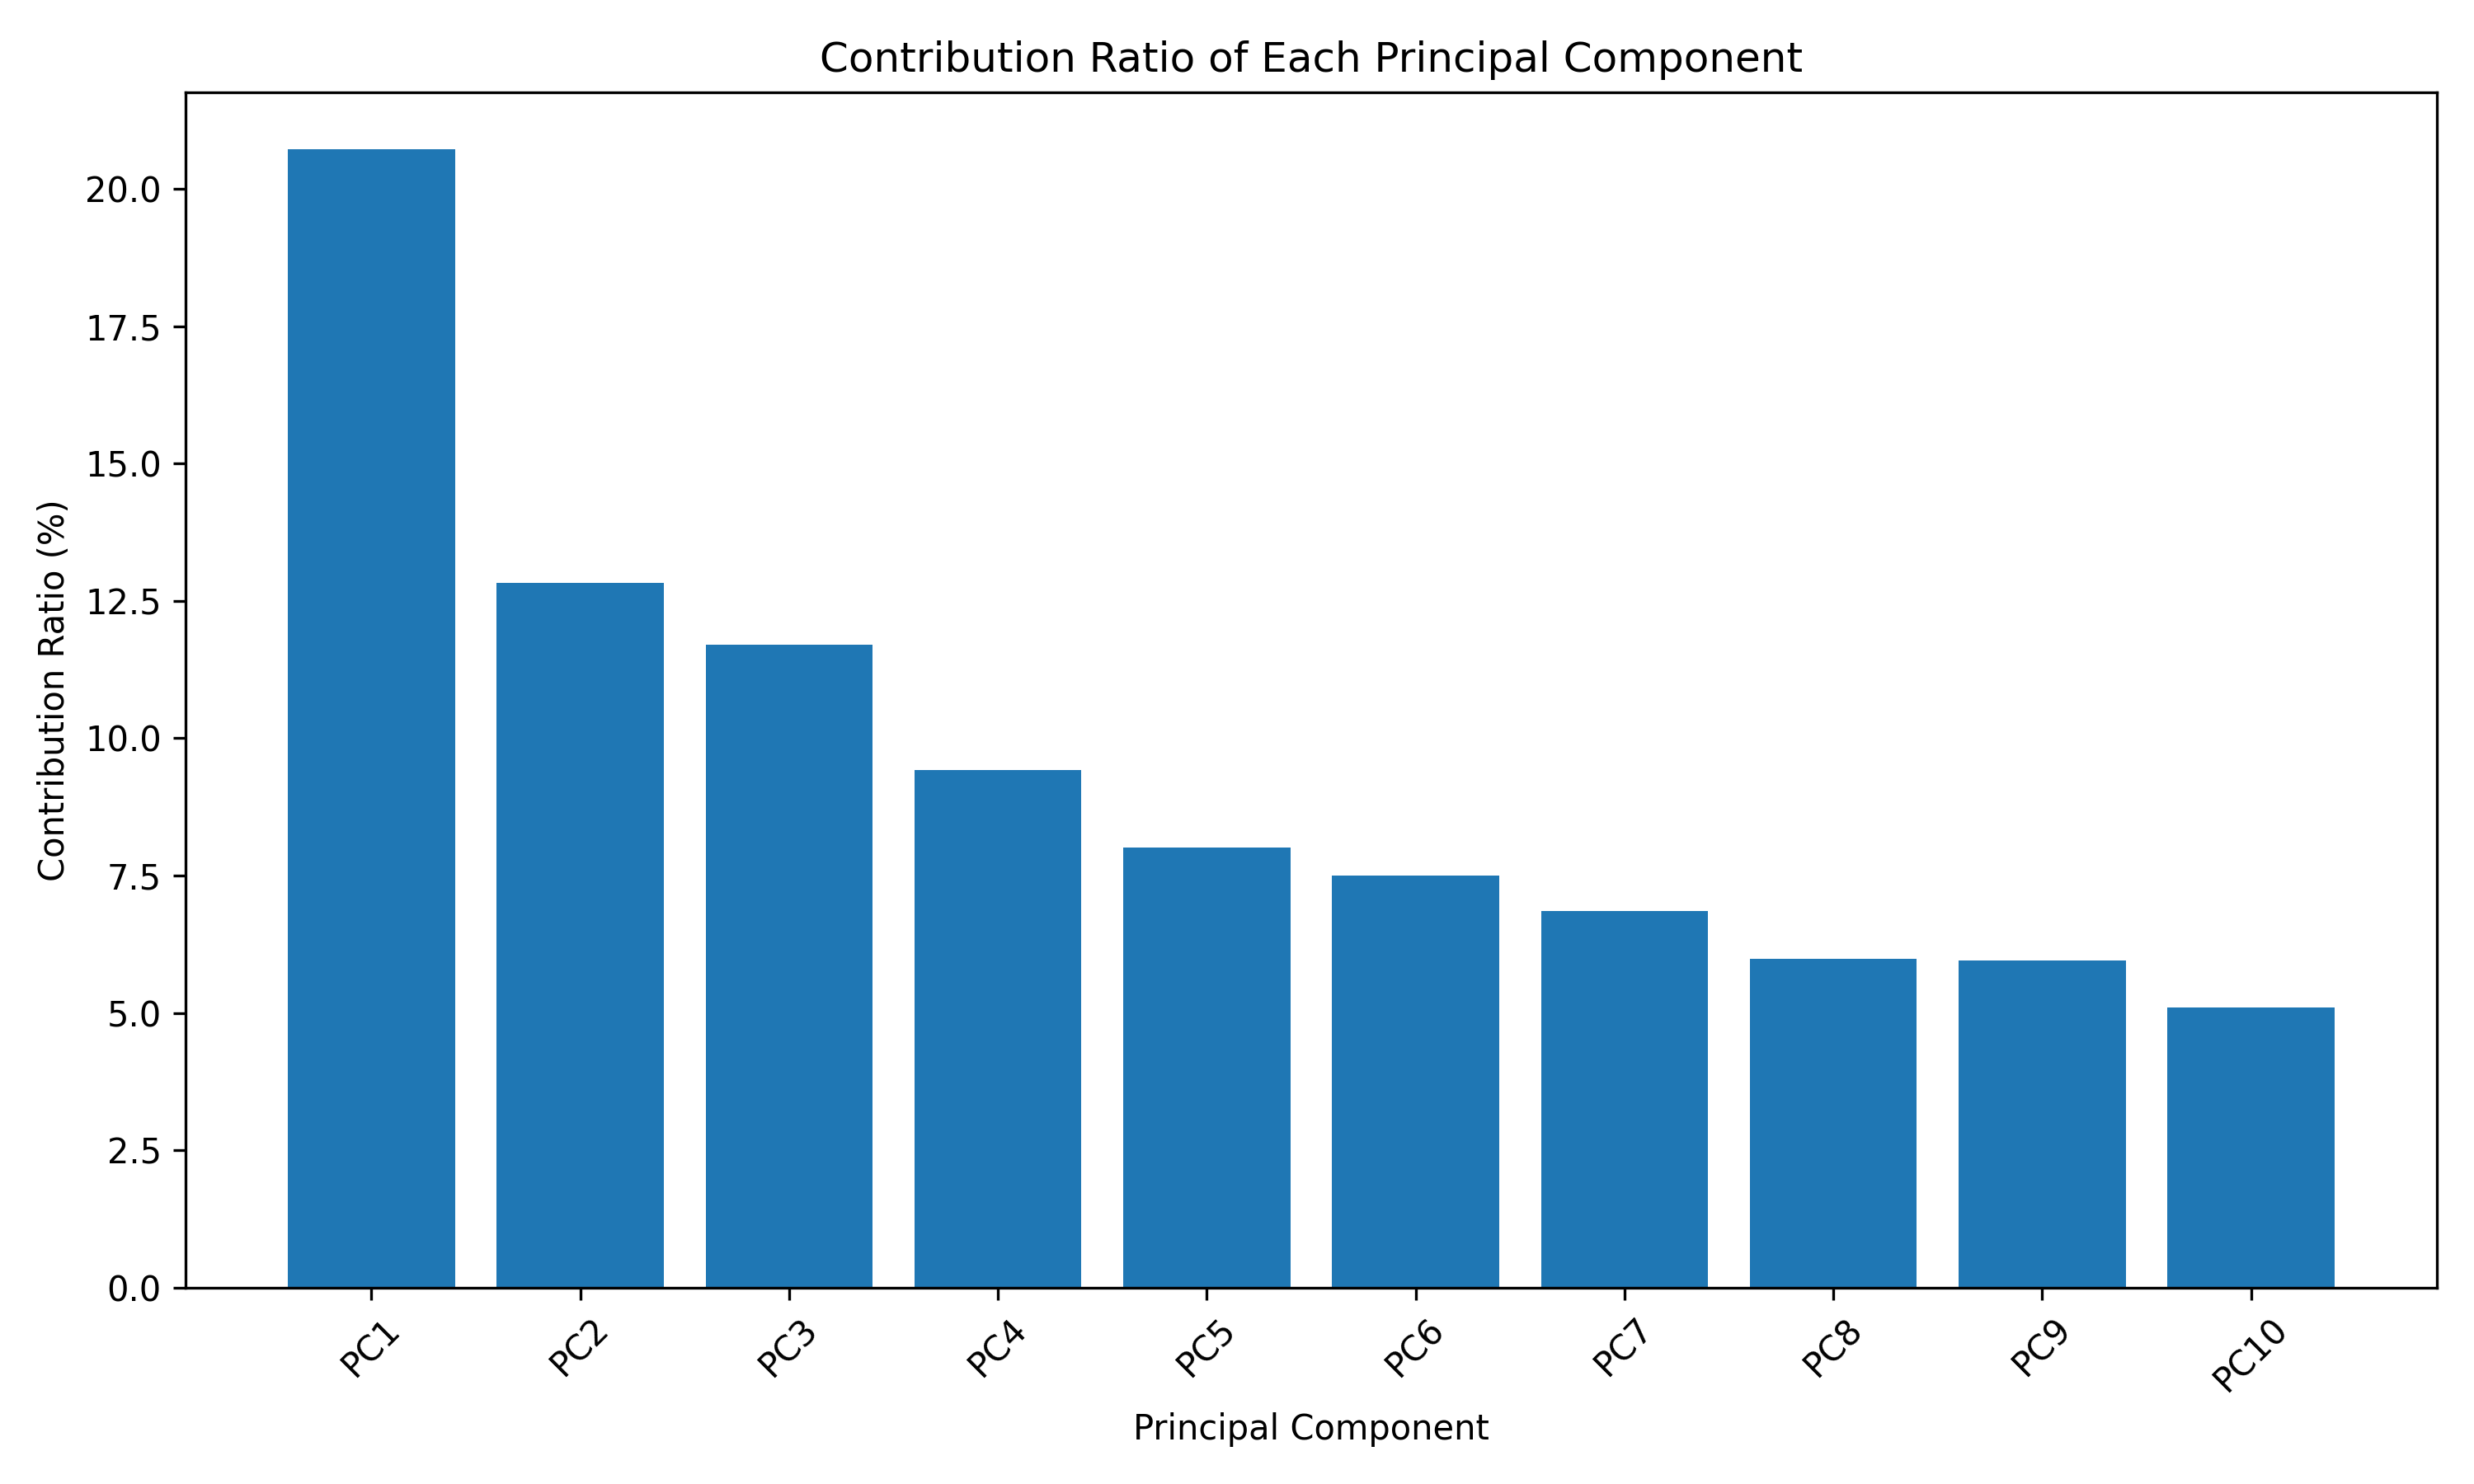 Contribution Ratio of Each Principal Component
Contribution Ratio (%)
20.0
17.5
15.0
12.5
10.0
7.5
5.0
2.5
0.0
PC1
PC2
PC3
PC4
PC5
PC6
PC7
PC8
PC9
PC10
Principal Component